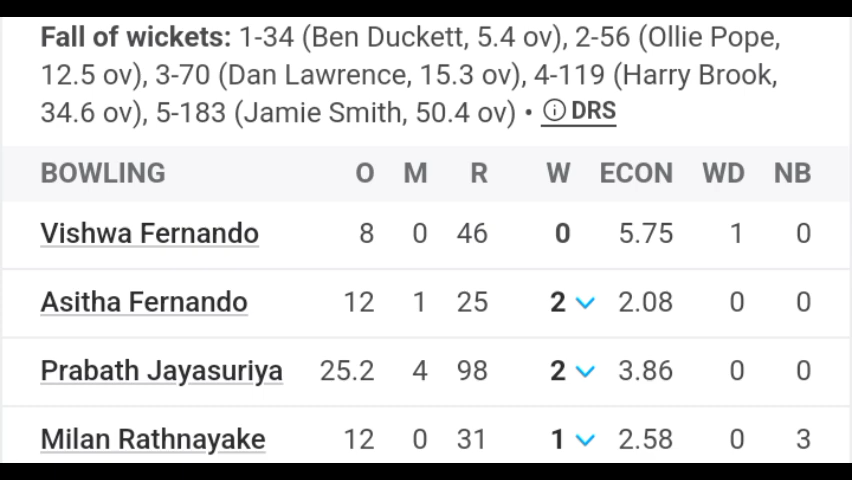 Fall of wickets: 1-34 (Ben Duckett, 5.4 ov), 2-56 (Ollie Pope,
12.5 ov), 3-70 (Dan Lawrence, 15.3 ov), 4-119 (Harry Brook,
34.6 ov), 5-183 (Jamie Smith, 50.4 ov) • DRS
BOWLING O M R W ECON WD NB
Vishwa Fernando 8 0 46 0 5.75 1 0
Asitha Fernando 12 1 25 2 2.08 0 0
Prabath Jayasuriya 25.2 4 98 2 3.86 0 0
Milan Rathnayake 12 0 31 1 2.58 0 3